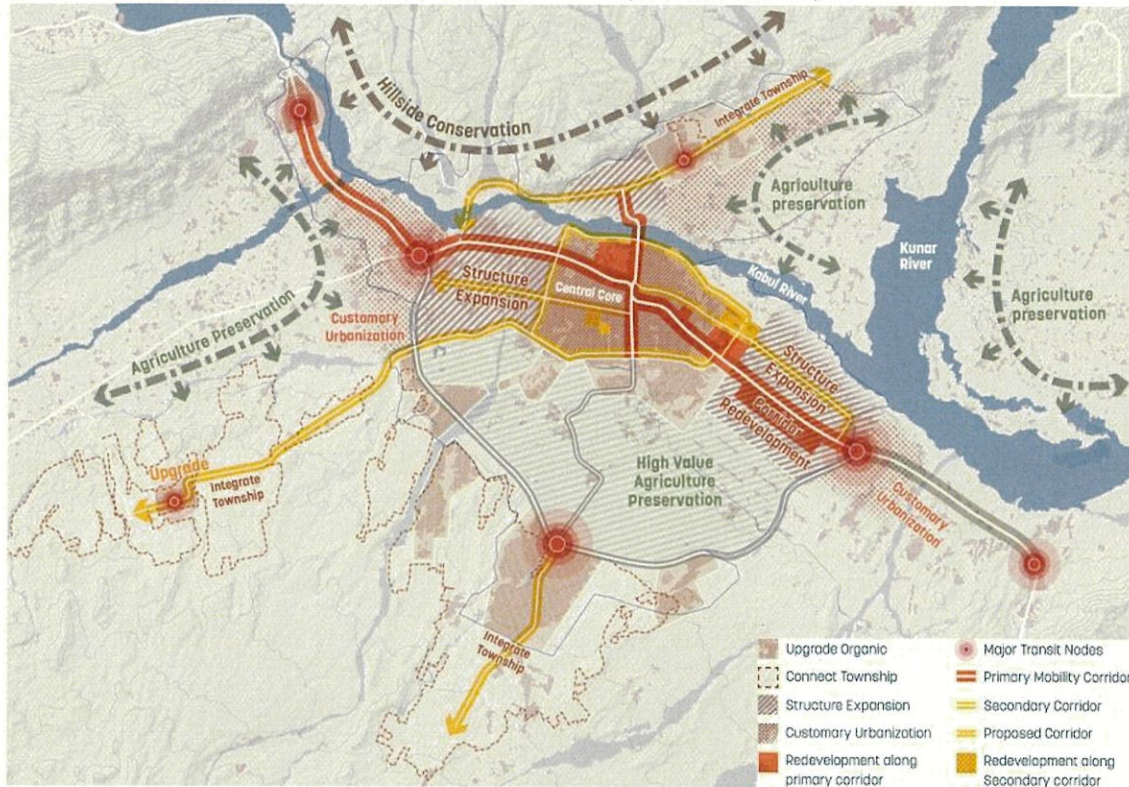 Hillside Conservation
Integrate Township
Agriculture
preservation
Kunar
River
Kabul River
Agriculture
preservation
Structure
Expansion
Central Core
Agriculture Preservation
Customary
Urbanization
Structure
Expansion
Corridor
Redevelopment
High Value
Agriculture
Preservation
Customary
Urbanization
Upgrade
Integrate
Township
Integrate
Township
Upgrade Organic
Connect Township
Structure Expansion
Customary Urbanization
Redevelopment along
primary corridor
Major Transit Nodes
Primary Mobility Corridor
Secondary Corridor
Proposed Corridor
Redevelopment along
Secondary corridor